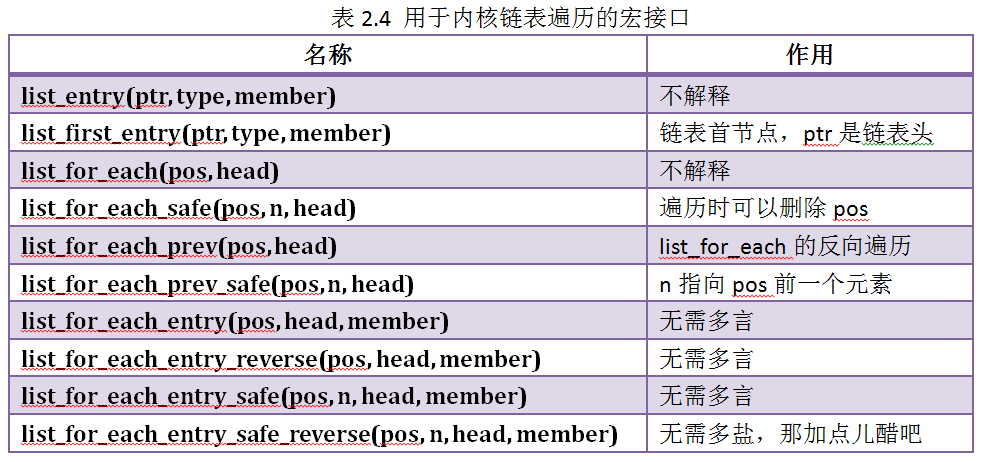 表 2.4 用于内核链表遍历的宏接口
名称 作用
list_entry(ptr,type,member) 不解释
list_first_entry(ptr,type,member) 链表首节点，ptr 是链表头
list_for_each(pos,head) 不解释
list_for_each_safe(pos,n,head) 遍历时可以删除 pos
list_for_each_prev(pos,head) list_for_each 的反向遍历
list_for_each_prev_safe(pos,n,head) n 指向 pos 前一个元素
list_for_each_entry(pos,head,member) 无需多言
list_for_each_entry_reverse(pos,head,member) 无需多言
list_for_each_entry_safe(pos,n,head,member) 无需多言
list_for_each_entry_safe_reverse(pos,n,head,member) 无需多盐，那加点儿醋吧